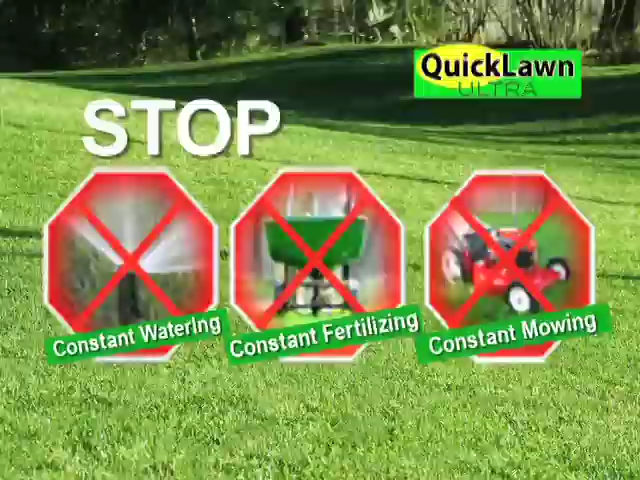 QuickLawn
ULTRA
STOP
Constant Watering
Constant Fertilizing
Constant Mowing